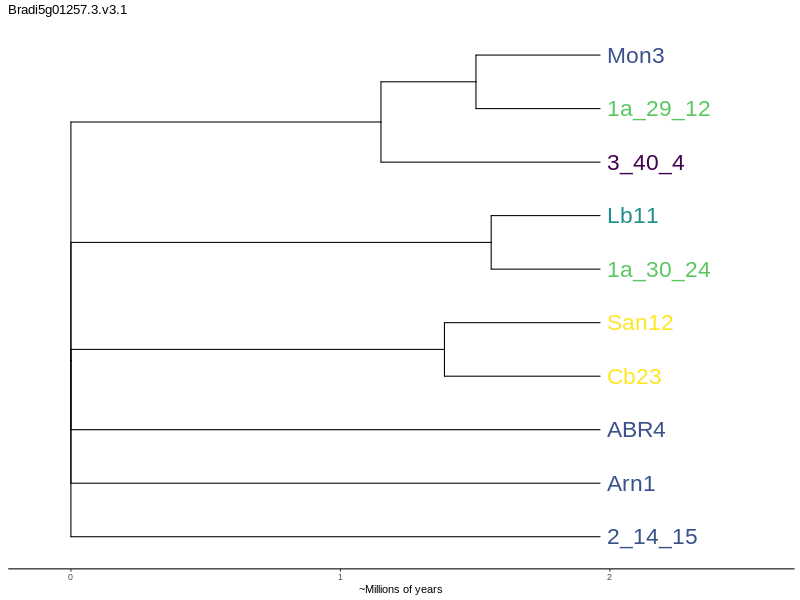 Bradi5g01257.3.v3.1
Mon3
1a_29_12
3_40_4
Lb11
1a_30_24
San12
Cb23
ABR4
Arn1
2_14_15
0 1 2
~Millions of years